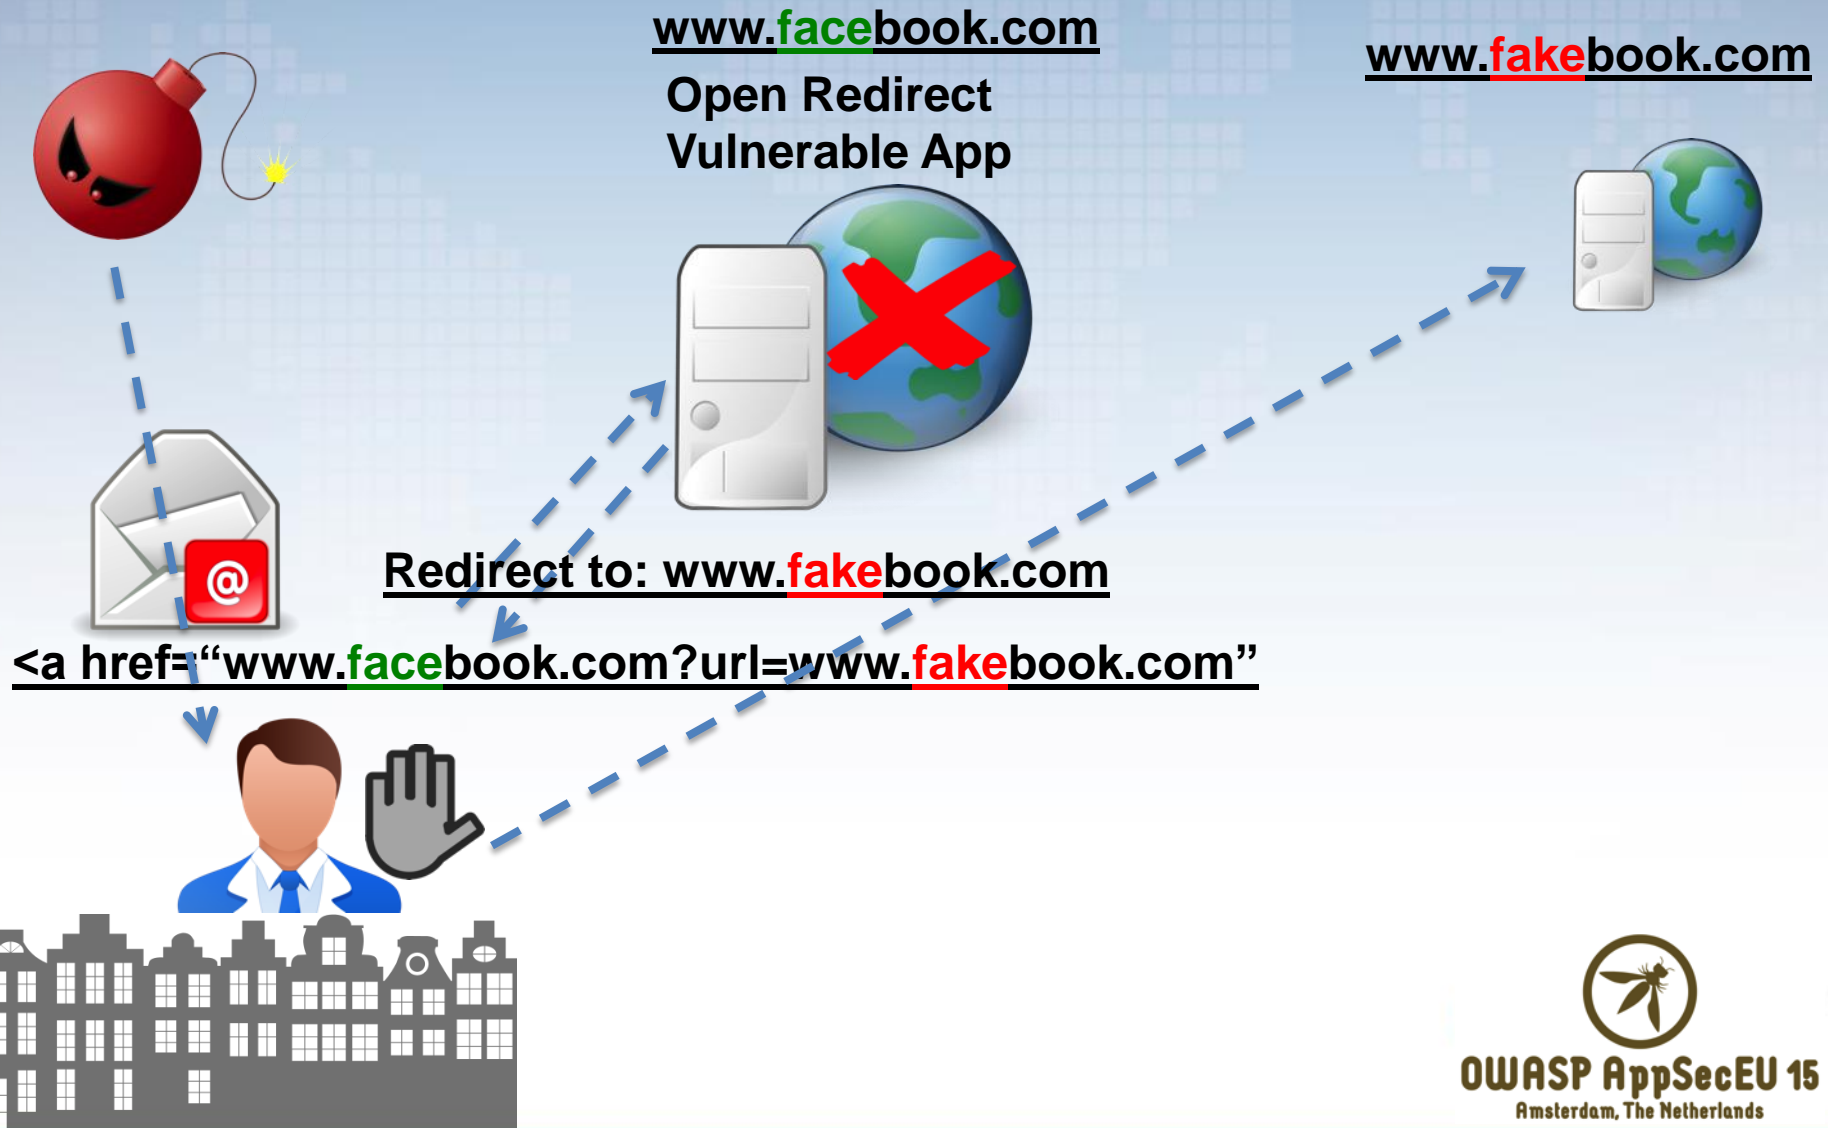 www.facebook.com
www.fakebook.com
Open Redirect
Vulnerable App
@
Redirect to: www.fakebook.com
<a href=“www.facebook.com?url=www.fakebook.com”
OWASP AppSecEU 15
Amsterdam, The Netherlands